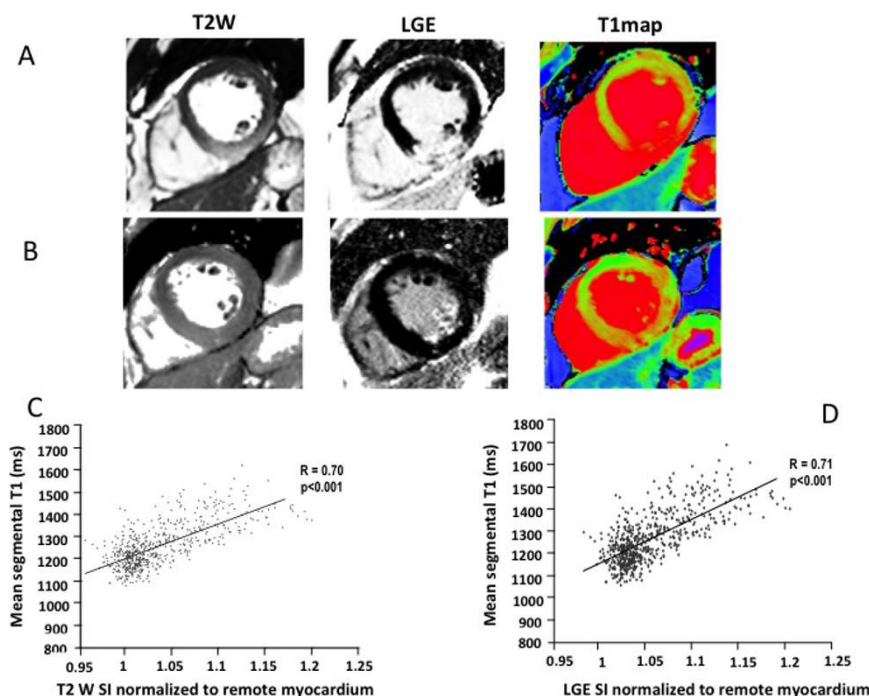 T2W LGE T1map
A
B
C
1800
1700
1600
1500
1400
1300
1200
1100
1000
900
800
Mean segmental T1 (ms)
R = 0.70
p<0.001
0.95 1 1.05 1.1 1.15 1.2 1.25
T2 W SI normalized to remote myocardium
D
1800
1700
1600
1500
1400
1300
1200
1100
1000
900
800
Mean segmental T1 (ms)
R = 0.71
p<0.001
0.95 1 1.05 1.1 1.15 1.2 1.25
LGE SI normalized to remote myocardium